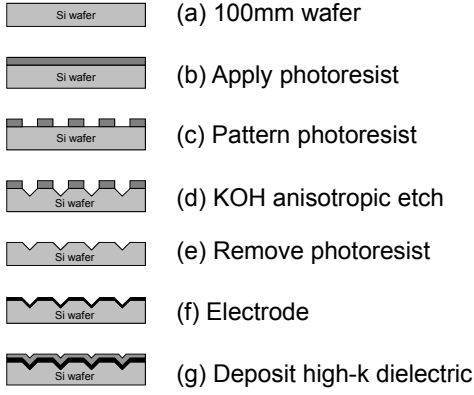 Si wafer (a) 100mm wafer
Si wafer (b) Apply photoresist
Si wafer (c) Pattern photoresist
Si wafer (d) KOH anisotropic etch
Si wafer (e) Remove photoresist
Si wafer (f) Electrode
Si wafer (g) Deposit high-k dielectric